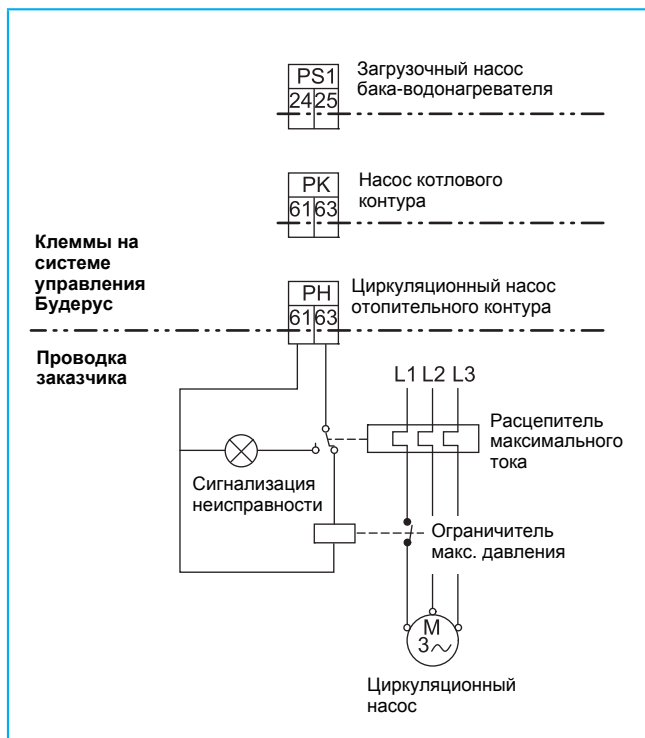 PS1
24 25
Загрузочный насос
бака-водонагревателя
PK
61 63
Насос котлового
контура
Клеммы на
системе
управления
Будерус
PH
61 63
Циркуляционный насос
отопительного контура
Проводка
заказчика
L1 L2 L3
Расцепитель
максимального
тока
Сигнализация
неисправности
Ограничитель
макс. давления
M
3~
Циркуляционный
насос